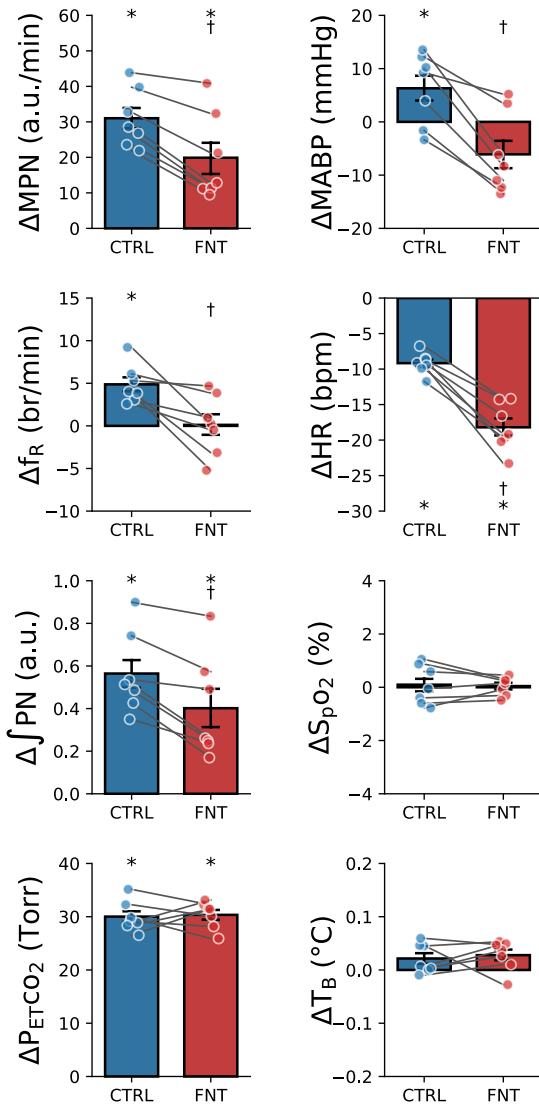 ΔMPN (a.u./min)
60
50
40
30
20
10
0
*
*
†
CTRL
FNT
ΔMABP (mmHg)
20
10
0
−10
−20
*
†
CTRL
FNT
Δf_R (br/min)
15
10
5
0
−5
−10
*
†
CTRL
FNT
ΔHR (bpm)
0
−5
−10
−15
−20
−25
−30
*
†
*
CTRL
FNT
Δ∫PN (a.u.)
1.0
0.8
0.6
0.4
0.2
0.0
*
*
†
CTRL
FNT
ΔS_pO₂ (%)
4
2
0
−2
−4
CTRL
FNT
ΔP_ETCO₂ (Torr)
40
30
20
10
0
*
*
CTRL
FNT
ΔT_B (°C)
0.2
0.1
0.0
−0.1
−0.2
CTRL
FNT